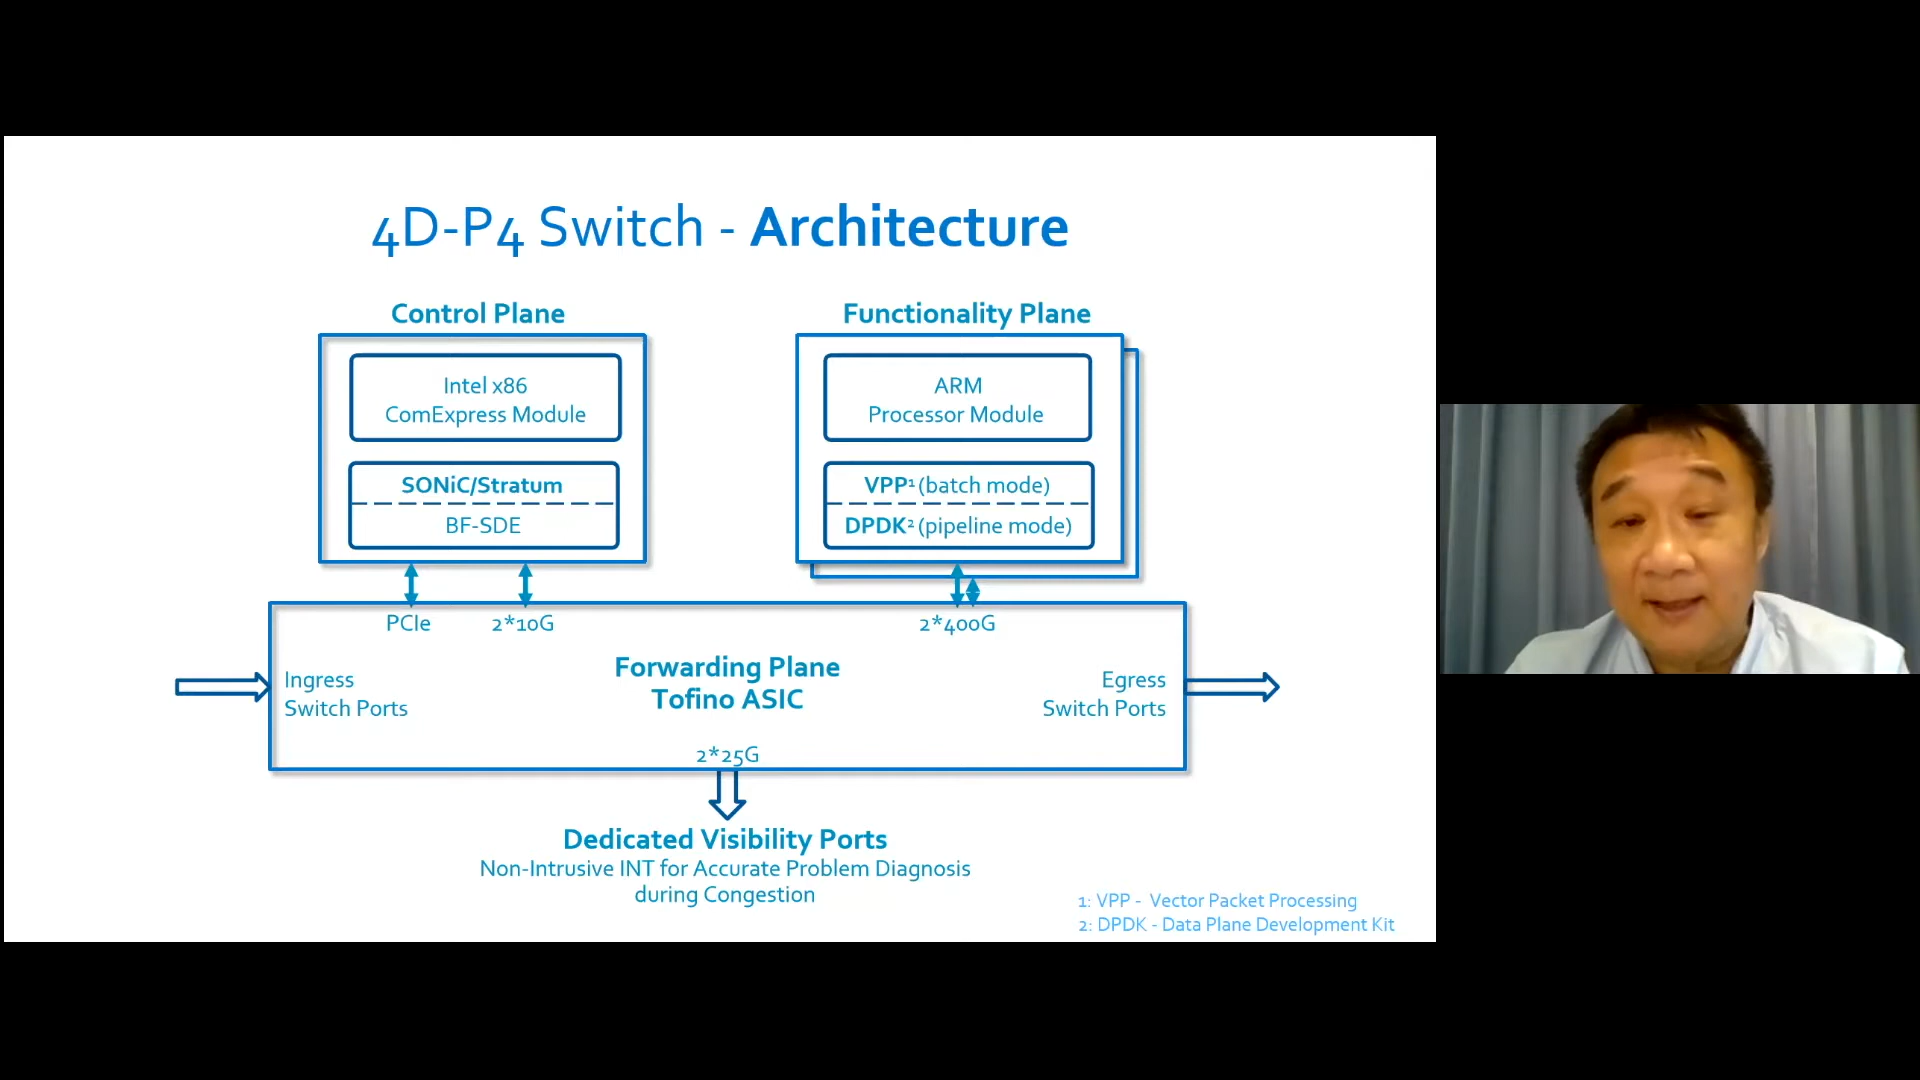 4D-P4 Switch - Architecture
Control Plane
Intel x86
ComExpress Module
SONiC/Stratum
BF-SDE
Functionality Plane
ARM
Processor Module
VPP¹ (batch mode)
DPDK² (pipeline mode)
PCIe
2*10G
2*400G
Forwarding Plane
Tofino ASIC
Ingress
Switch Ports
Egress
Switch Ports
2*25G
Dedicated Visibility Ports
Non-Intrusive INT for Accurate Problem Diagnosis
during Congestion
1: VPP - Vector Packet Processing
2: DPDK - Data Plane Development Kit